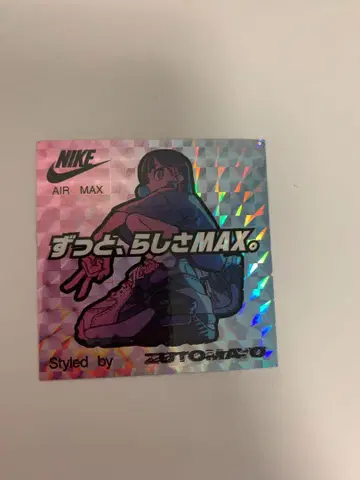 NIKE
AIR MAX
ずっと、らしさMAX。
Styled by
ZUTOMAYO